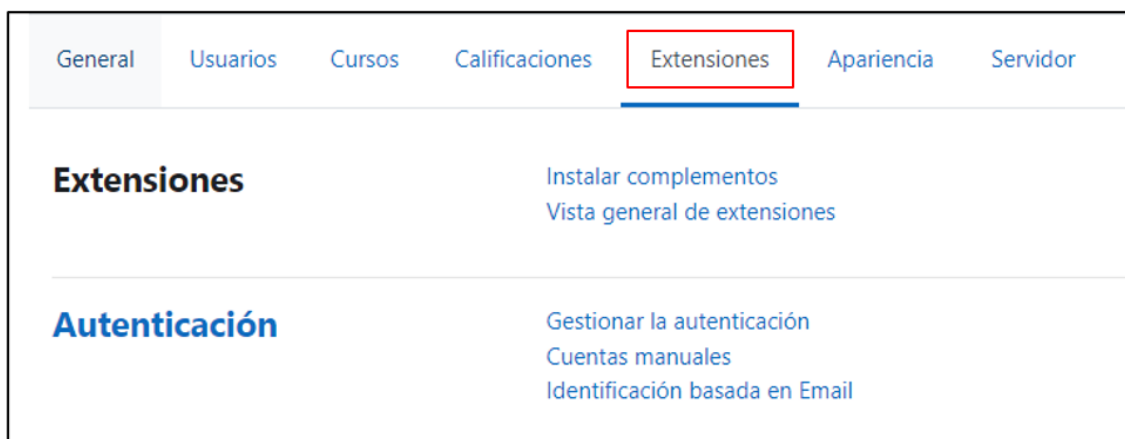 General Usuarios Cursos Calificaciones Extensiones Apariencia Servidor
Extensiones
Instalar complementos
Vista general de extensiones
Autenticación
Gestionar la autenticación
Cuentas manuales
Identificación basada en Email